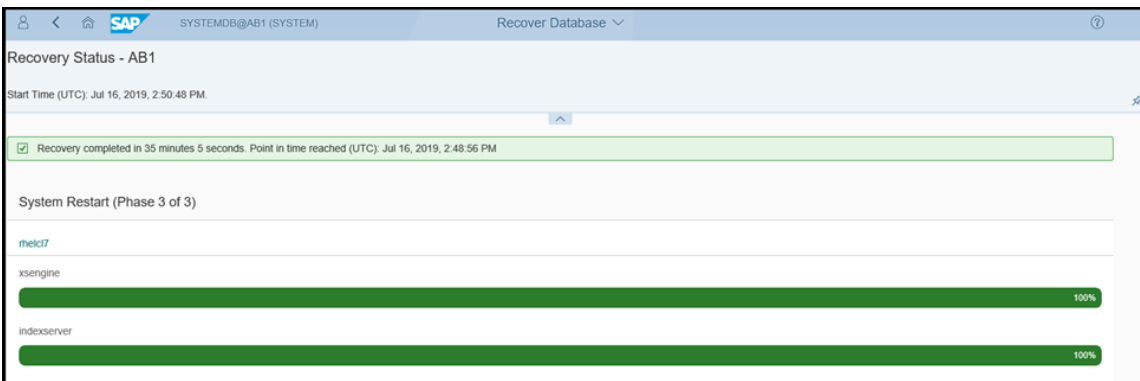 SAP SYSTEMDB@AB1 (SYSTEM) Recover Database
Recovery Status - AB1
Start Time (UTC): Jul 16, 2019, 2:50:48 PM.
Recovery completed in 35 minutes 5 seconds. Point in time reached (UTC): Jul 16, 2019, 2:48:56 PM
System Restart (Phase 3 of 3)
rhelcl7
xsengine
100%
indexserver
100%